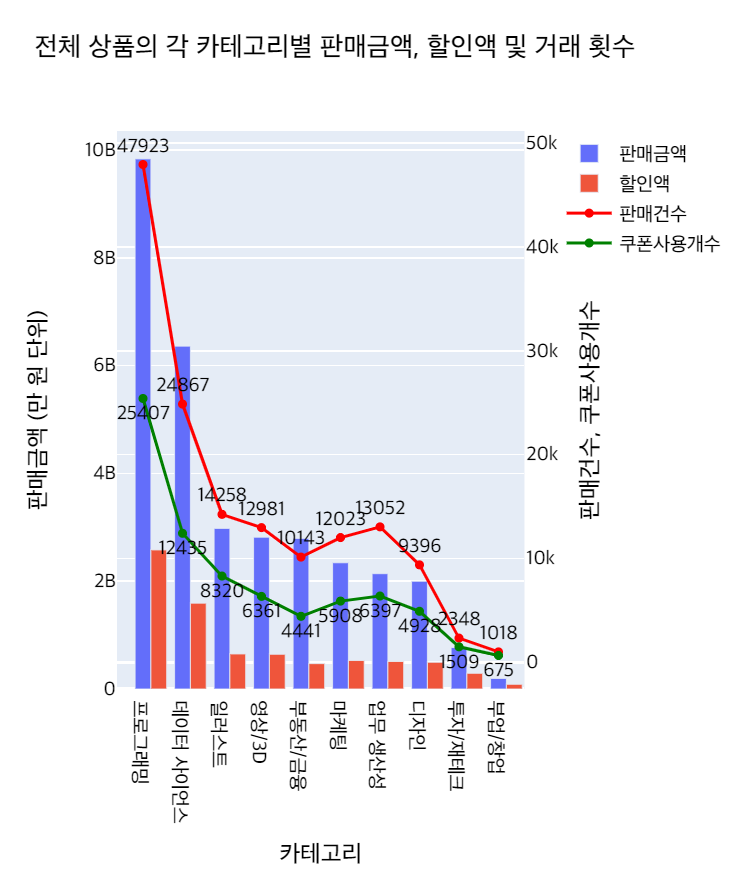 전체 상품의 각 카테고리별 판매금액, 할인액 및 거래 횟수
판매금액
할인액
판매건수
쿠폰사용개수
판매금액 (만 원 단위)
10B
8B
6B
4B
2B
0
50k
40k
30k
20k
10k
0
판매건수, 쿠폰사용개수
47923
24867
14258
12981
10143
12023
13052
9396
2348
1018
25407
12435
8320
6361
4441
5908
6397
4928
1509
675
프로그래밍
데이터 사이언스
일러스트
영상/3D
부동산/금융
마케팅
업무 생산성
디자인
투자/재테크
부업/창업
카테고리